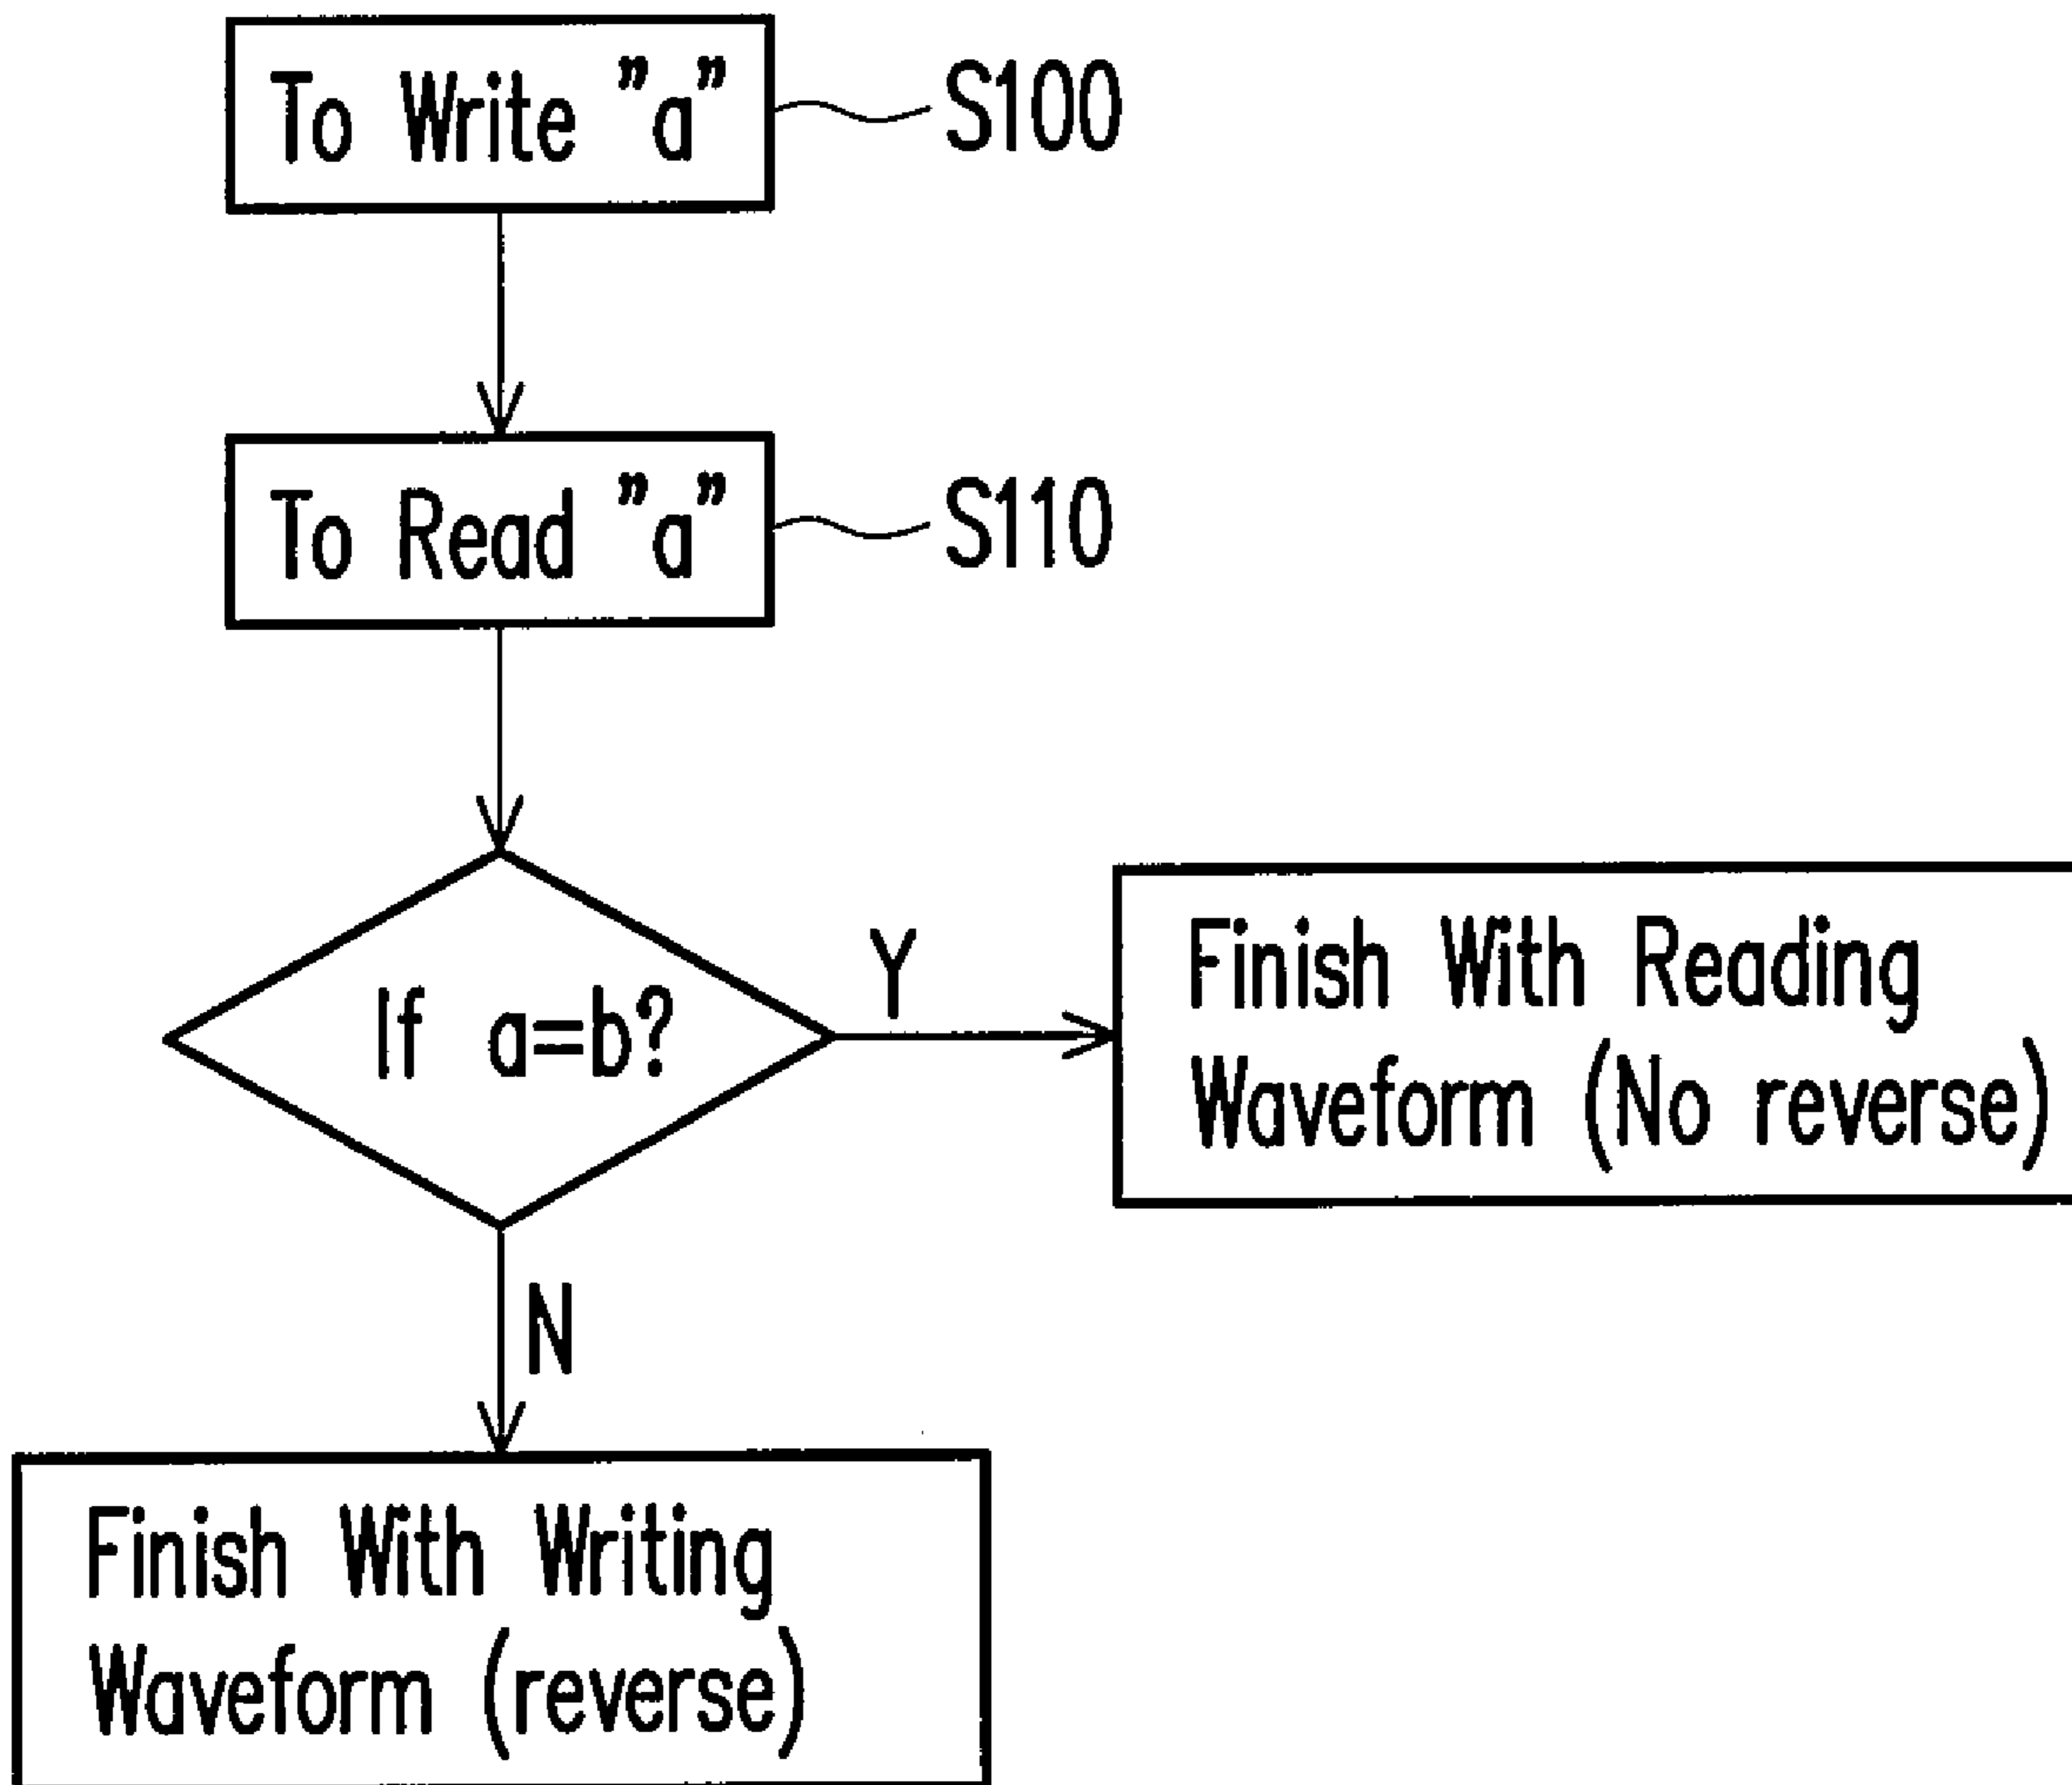 To Write "a"
S100
To Read "a"
S110
If a=b?
Y
Finish With Reading
Waveform (No reverse)
N
Finish With Writing
Waveform (reverse)